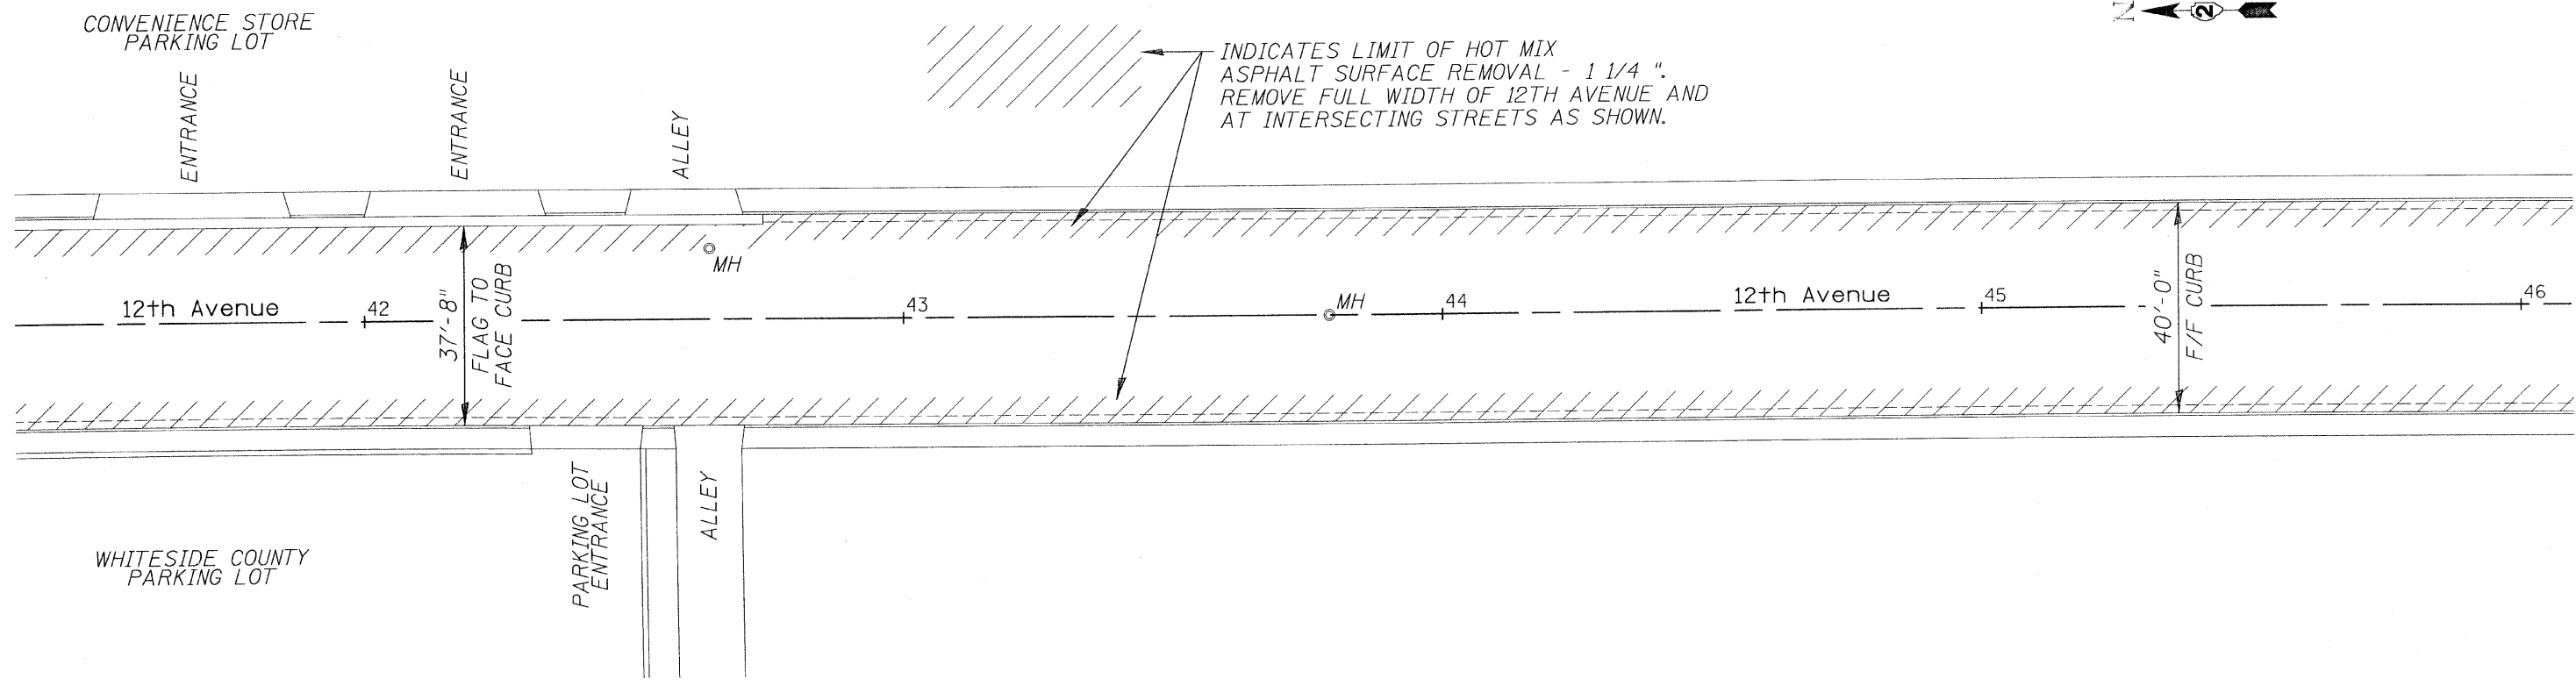 CONVENIENCE STORE
PARKING LOT
N
2
INDICATES LIMIT OF HOT MIX
ASPHALT SURFACE REMOVAL - 1 1/4 ".
REMOVE FULL WIDTH OF 12TH AVENUE AND
AT INTERSECTING STREETS AS SHOWN.
ENTRANCE
ENTRANCE
ALLEY
MH
12th Avenue
42
37'-8"
FLAG TO
FACE CURB
43
MH
44
12th Avenue
45
40'-0"
F/F CURB
46
PARKING LOT
ENTRANCE
ALLEY
WHITESIDE COUNTY
PARKING LOT